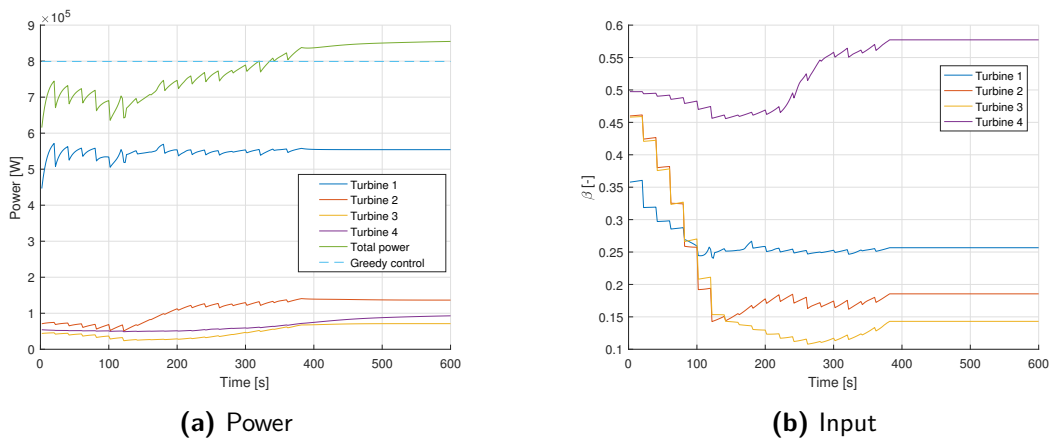 ×10⁵
9
8
7
6
5
4
3
2
1
0
Power [W]
0 100 200 300 400 500 600
Time [s]
Turbine 1
Turbine 2
Turbine 3
Turbine 4
Total power
Greedy control
(a) Power
0.6
0.55
0.5
0.45
0.4
0.35
0.3
0.25
0.2
0.15
0.1
β [-]
0 100 200 300 400 500 600
Time [s]
Turbine 1
Turbine 2
Turbine 3
Turbine 4
(b) Input